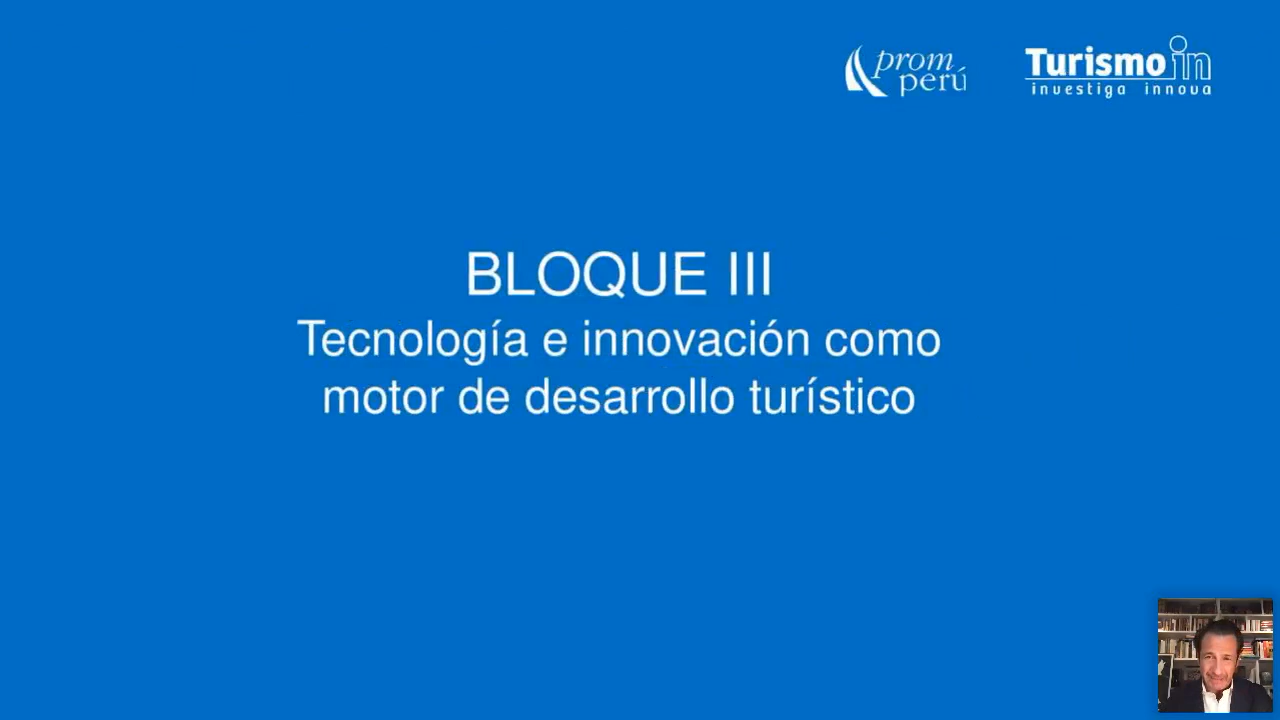 prom
perú
Turismo in
investiga innova
BLOQUE III
Tecnología e innovación como
motor de desarrollo turístico